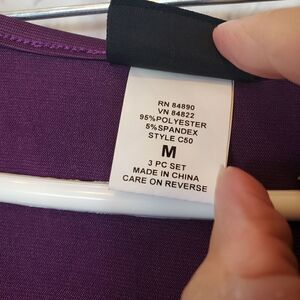 RN 84890
VN 84822
95%POLYESTER
5%SPANDEX
STYLE C50
M
3 PC SET
MADE IN CHINA
CARE ON REVERSE